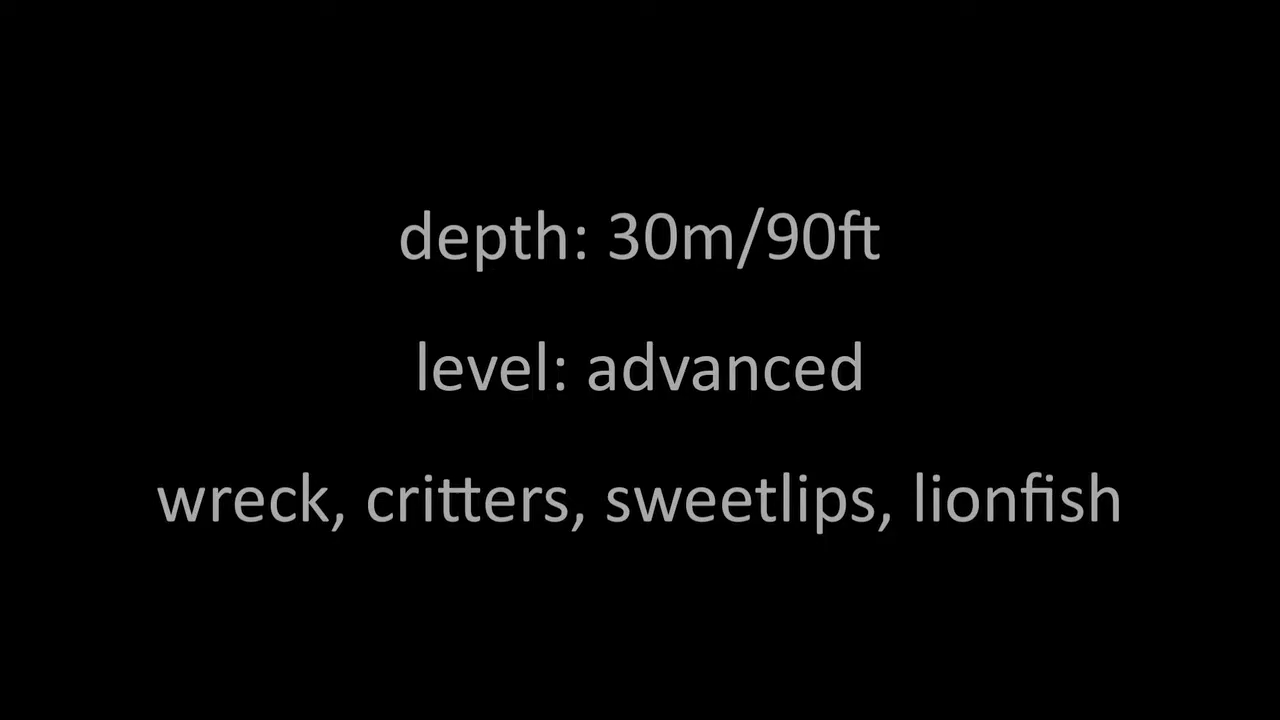 depth: 30m/90ft
level: advanced
wreck, critters, sweetlips, lionfish